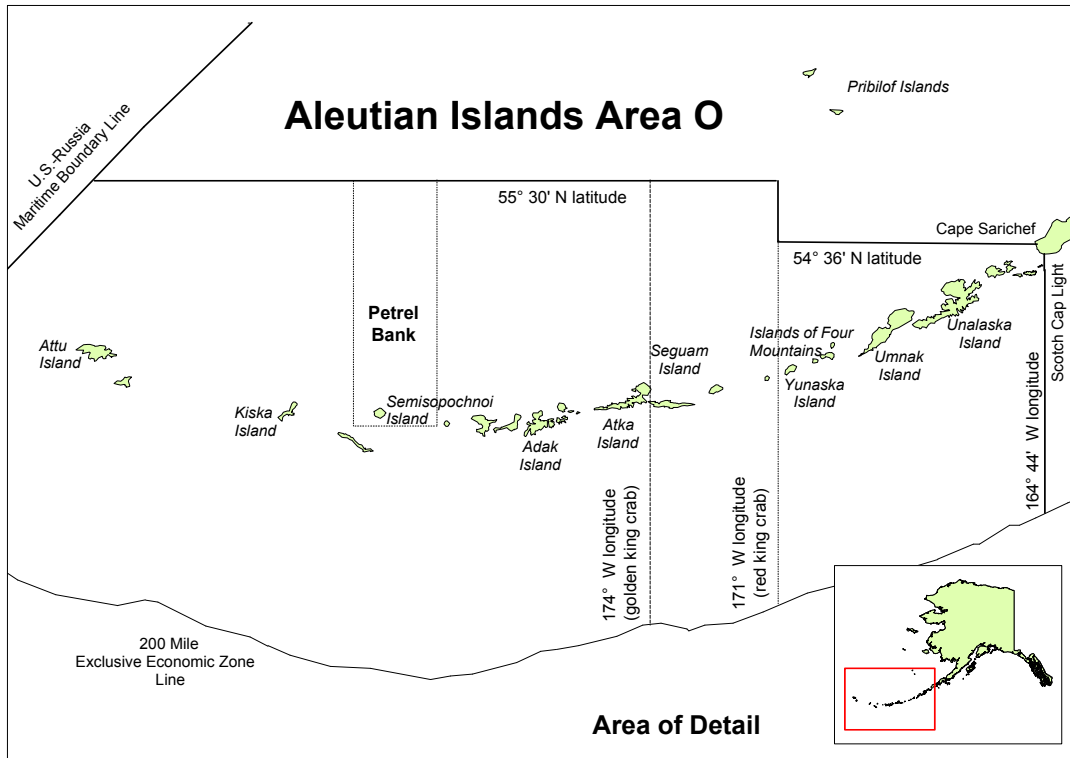 Pribilof Islands
Aleutian Islands Area O
U.S.-Russia
Maritime Boundary Line
55° 30' N latitude
Cape Sarichef
54° 36' N latitude
Scotch Cap Light
Petrel
Bank
Attu
Island
Kiska
Island
Semisopochnoi
Island
Adak
Island
Atka
Island
Seguam
Island
Islands of Four
Mountains
Yunaska
Island
Umnak
Island
Unalaska
Island
174° W longitude
(golden king crab)
171° W longitude
(red king crab)
164° 44' W longitude
200 Mile
Exclusive Economic Zone
Line
Area of Detail